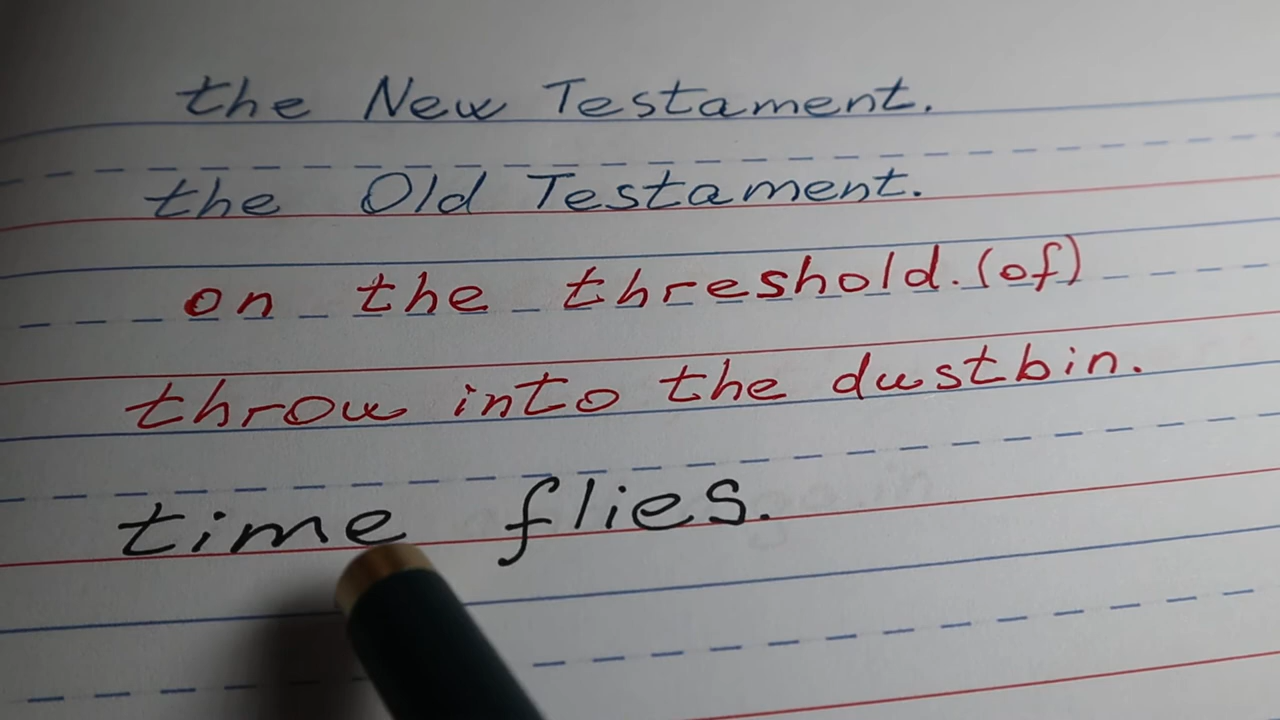 the New Testament.
the Old Testament.
on the threshold.(of)
throw into the dustbin.
time flies.